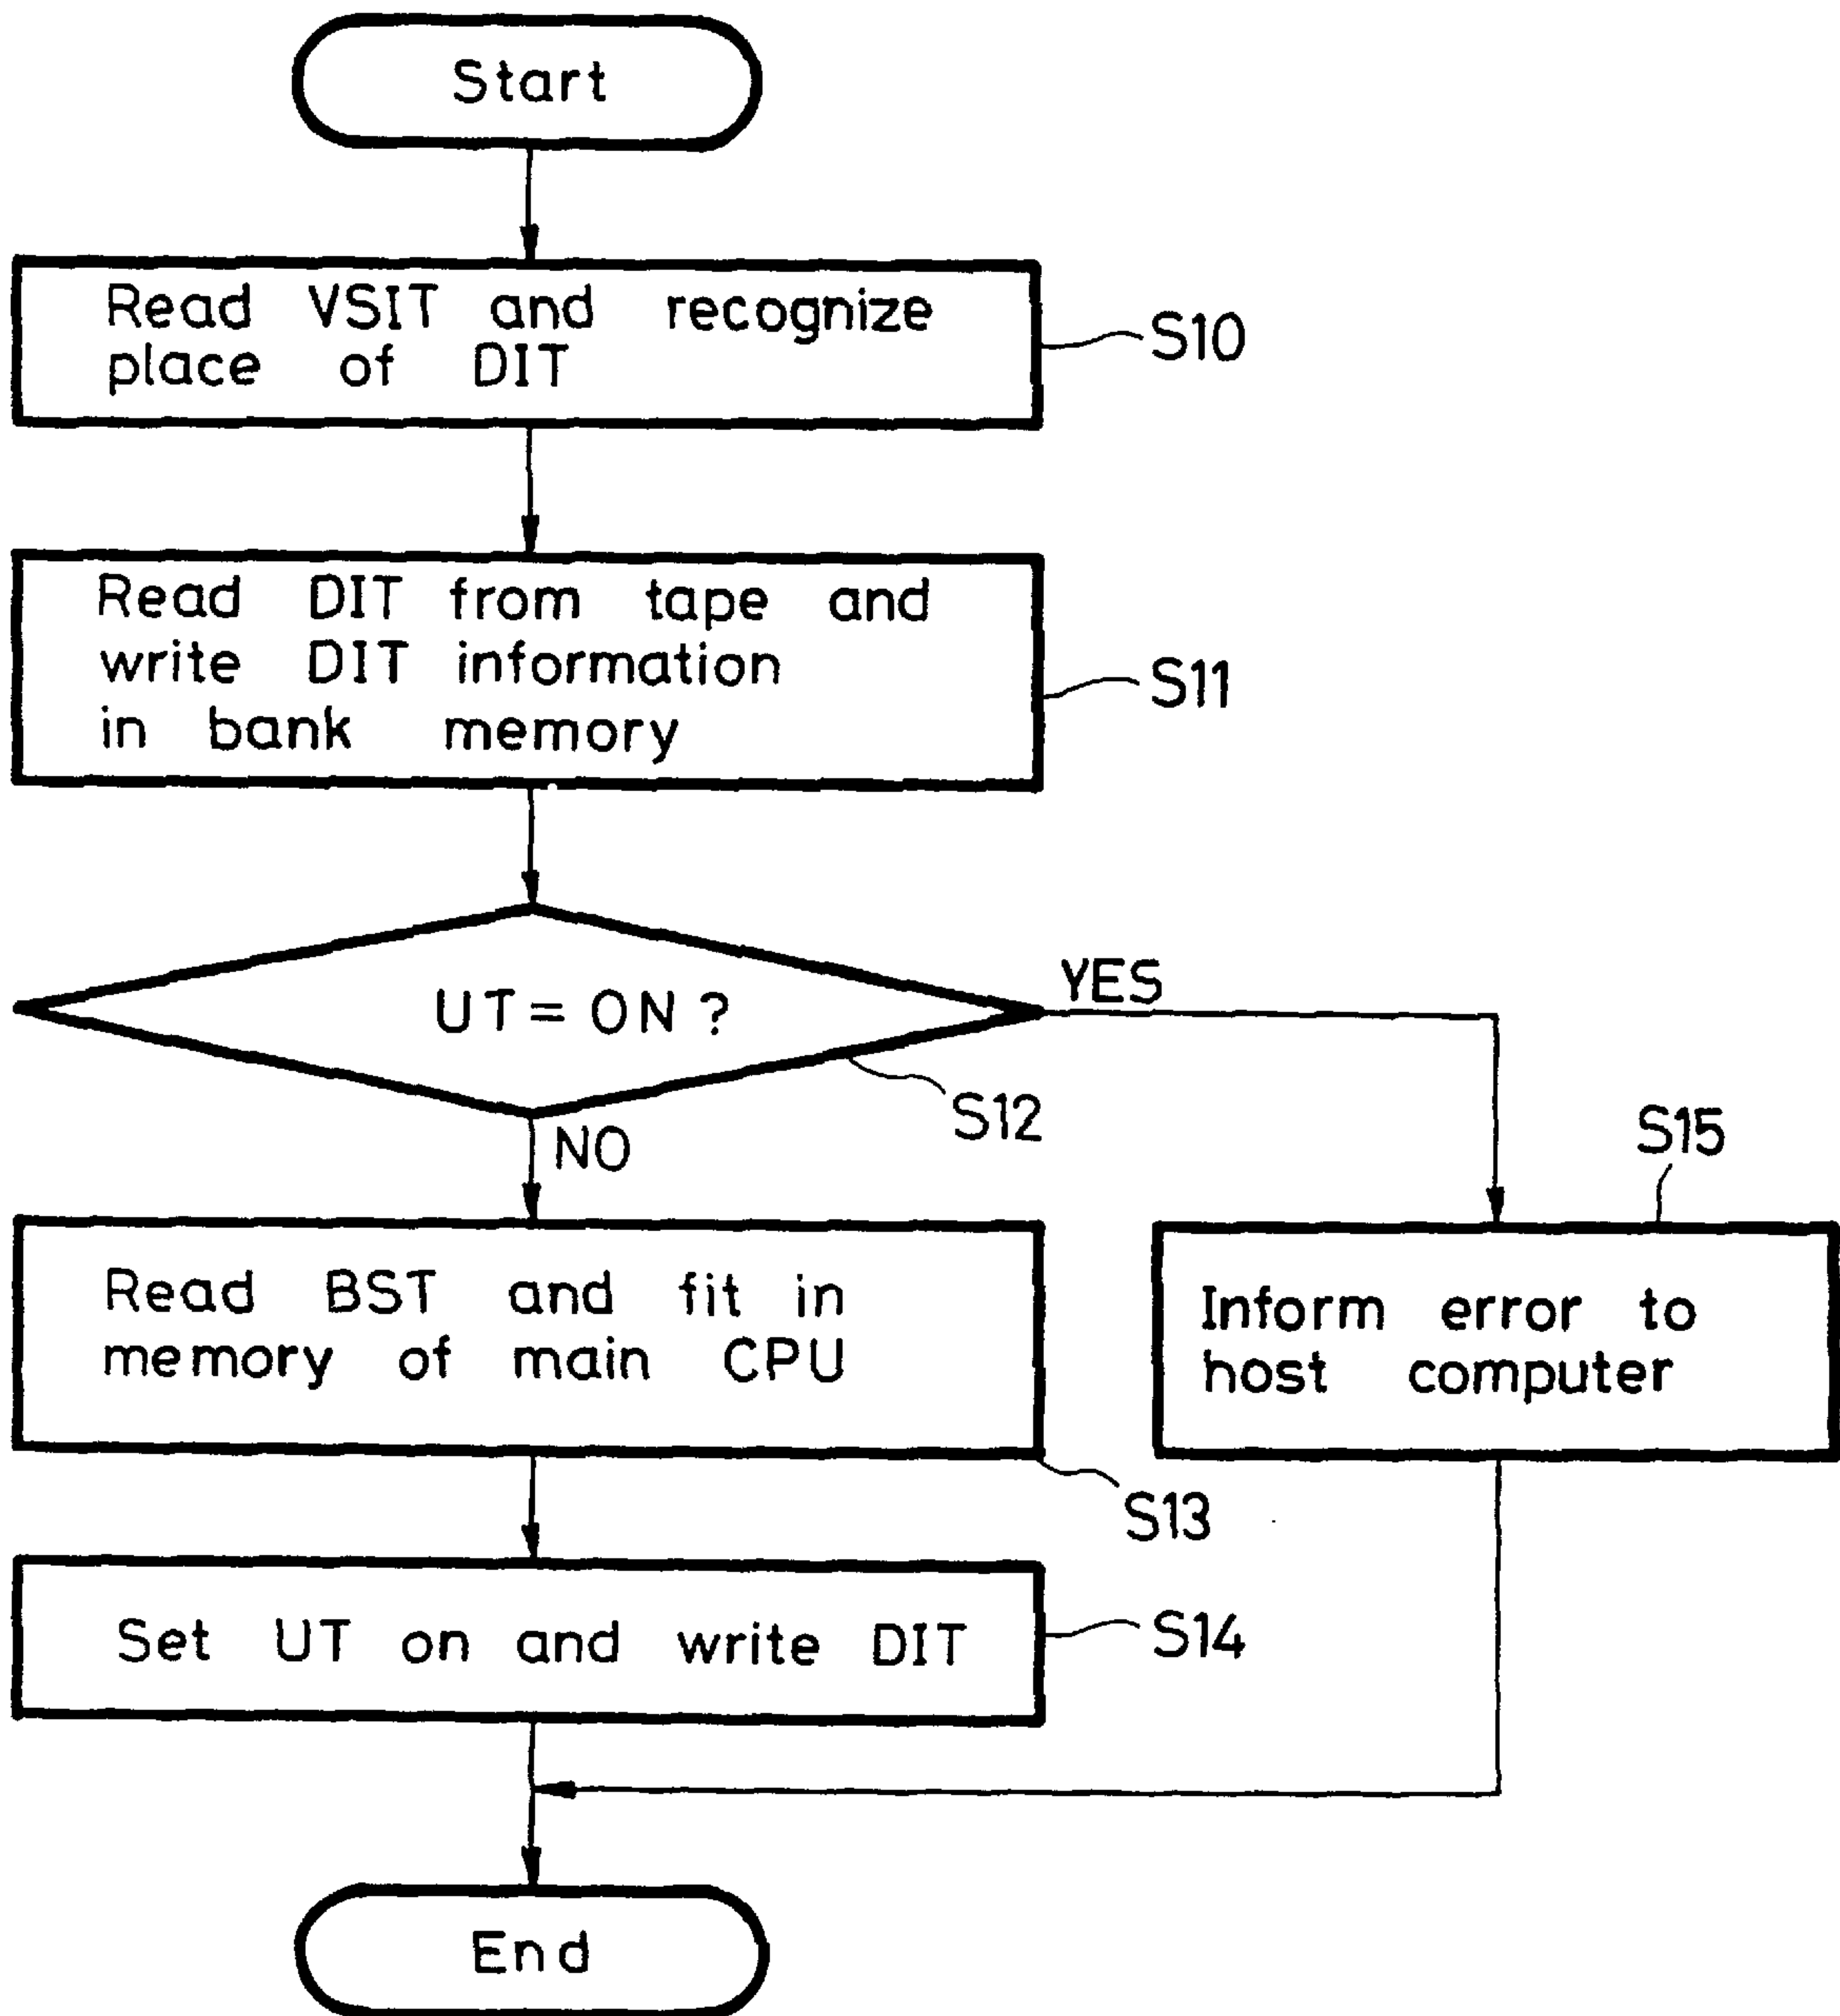 Start
Read VSIT and recognize
place of DIT
S10
Read DIT from tape and
write DIT information
in bank memory
S11
UT = ON ?
YES
S12
NO
S15
Read BST and fit in
memory of main CPU
S13
Inform error to
host computer
Set UT on and write DIT
S14
End